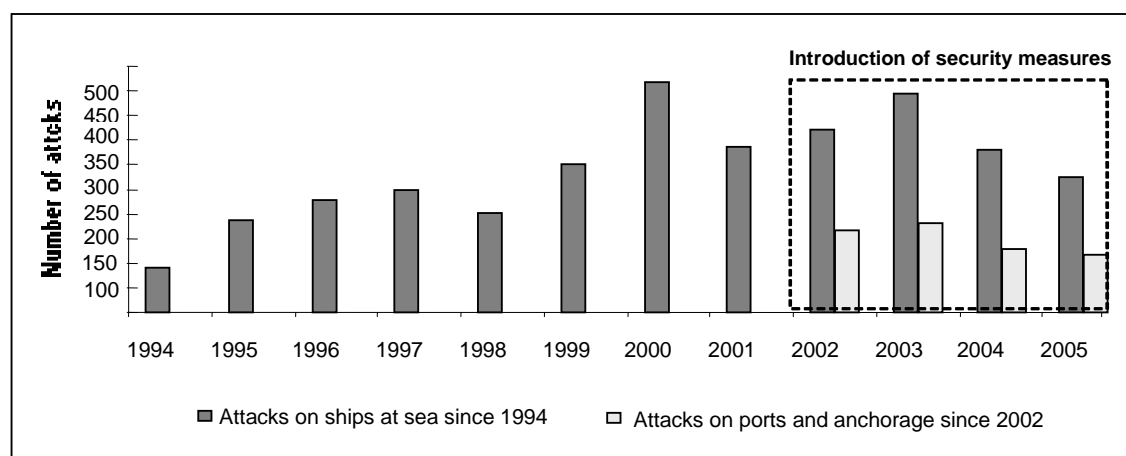 Introduction of security measures
Number of attcks
500
450
400
350
300
250
200
150
100
1994 1995 1996 1997 1998 1999 2000 2001 2002 2003 2004 2005
Attacks on ships at sea since 1994 Attacks on ports and anchorage since 2002